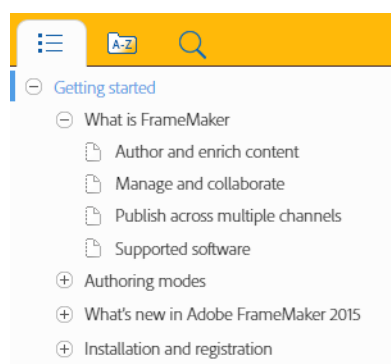 A-Z
Getting started
What is FrameMaker
Author and enrich content
Manage and collaborate
Publish across multiple channels
Supported software
Authoring modes
What's new in Adobe FrameMaker 2015
Installation and registration